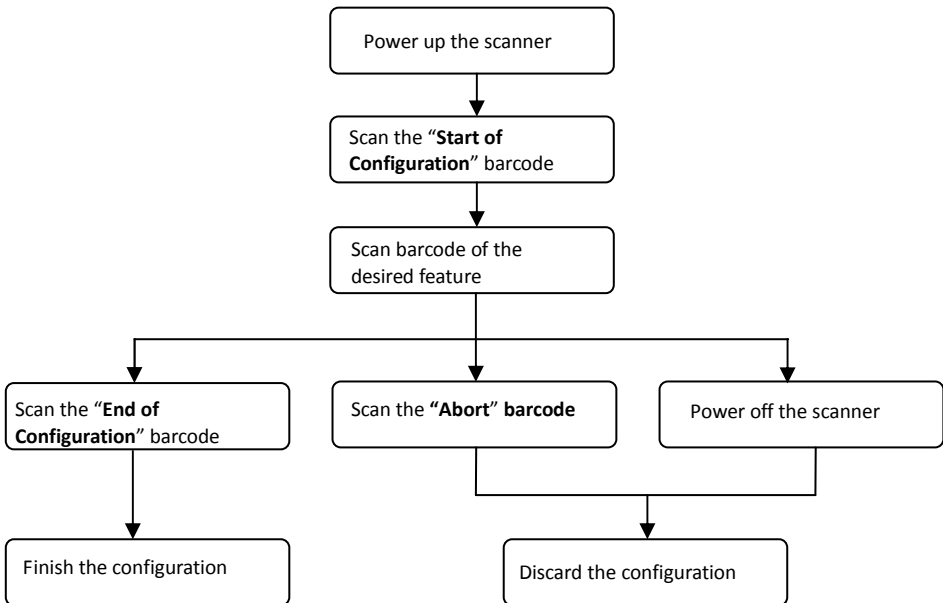 Power up the scanner
Scan the “Start of
Configuration” barcode
Scan barcode of the
desired feature
Scan the “End of
Configuration” barcode
Scan the “Abort” barcode
Power off the scanner
Finish the configuration
Discard the configuration